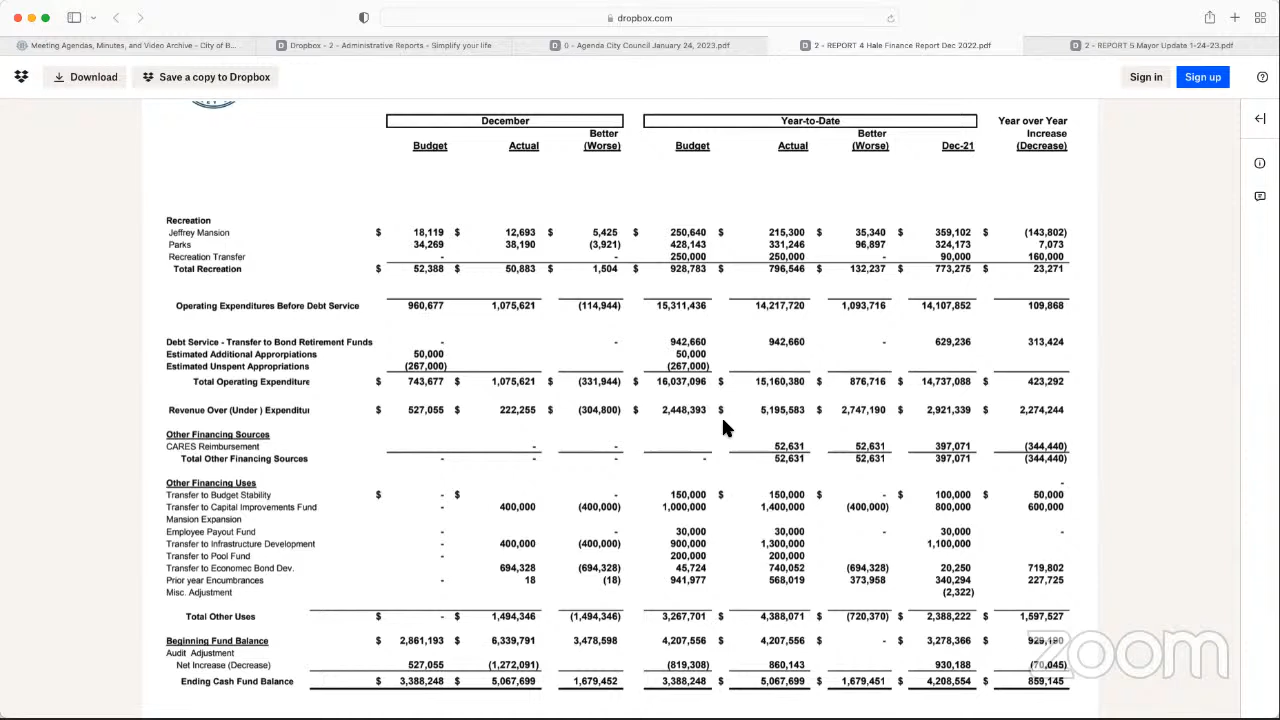 dropbox.com
Meeting Agendas, Minutes, and Video Archive - City of B...
Dropbox - 2 - Administrative Reports - Simplify your life
0 - Agenda City Council January 24, 2023.pdf
2 - REPORT 4 Hale Finance Report Dec 2022.pdf
2 - REPORT 5 Mayor Update 1-24-23.pdf
Download
Save a copy to Dropbox
Sign in
Sign up
December Year-to-Date Year over Year
Better Better Increase
Budget Actual (Worse) Budget Actual (Worse) Dec-21 (Decrease)
Recreation
Jeffrey Mansion $ 18,119 $ 12,693 $ 5,425 $ 250,640 $ 215,300 $ 35,340 $ 359,102 $ (143,802)
Parks 34,269 38,190 (3,921) 428,143 331,246 96,897 324,173 7,073
Recreation Transfer - - - 250,000 250,000 - 90,000 160,000
Total Recreation $ 52,388 $ 50,883 $ 1,504 $ 928,783 $ 796,546 $ 132,237 $ 773,275 $ 23,271
Operating Expenditures Before Debt Service 960,677 1,075,621 (114,944) 15,311,436 14,217,720 1,093,716 14,107,852 109,868
Debt Service - Transfer to Bond Retirement Funds - - 942,660 942,660 - 629,236 313,424
Estimated Additional Approrpiations 50,000 50,000
Estimated Unspent Appropriations (267,000) (267,000)
Total Operating Expenditure $ 743,677 $ 1,075,621 $ (331,944) $ 16,037,096 $ 15,160,380 $ 876,716 $ 14,737,088 $ 423,292
Revenue Over (Under ) Expenditu $ 527,055 $ 222,255 $ (304,800) $ 2,448,393 $ 5,195,583 $ 2,747,190 $ 2,921,339 $ 2,274,244
Other Financing Sources
CARES Reimbursement - - 52,631 52,631 397,071 (344,440)
Total Other Financing Sources - - - - 52,631 52,631 397,071 (344,440)
Other Financing Uses -
Transfer to Budget Stability $ - $ - 150,000 $ 150,000 $ - $ 100,000 $ 50,000
Transfer to Capital Improvements Fund - 400,000 (400,000) 1,000,000 1,400,000 (400,000) 800,000 600,000
Mansion Expansion
Employee Payout Fund - - 30,000 30,000 - 30,000 -
Transfer to Infrastructure Development - 400,000 (400,000) 900,000 1,300,000 1,100,000
Transfer to Pool Fund - 200,000 200,000
Transfer to Economec Bond Dev. 694,328 (694,328) 45,724 740,052 (694,328) 20,250 719,802
Prior year Encumbrances - 18 (18) 941,977 568,019 373,958 340,294 227,725
Misc. Adjustment (2,322)
Total Other Uses $ - $ 1,494,346 $ (1,494,346) $ 3,267,701 $ 4,388,071 $ (720,370) $ 2,388,222 $ 1,597,527
Beginning Fund Balance $ 2,861,193 $ 6,339,791 3,478,598 $ 4,207,556 $ 4,207,556 $ - $ 3,278,366 $ 929,190
Audit Adjustment
Net Increase (Decrease) 527,055 (1,272,091) (819,308) 860,143 930,188 (70,045)
Ending Cash Fund Balance $ 3,388,248 $ 5,067,699 $ 1,679,452 $ 3,388,248 $ 5,067,699 $ 1,679,451 $ 4,208,554 $ 859,145
zoom